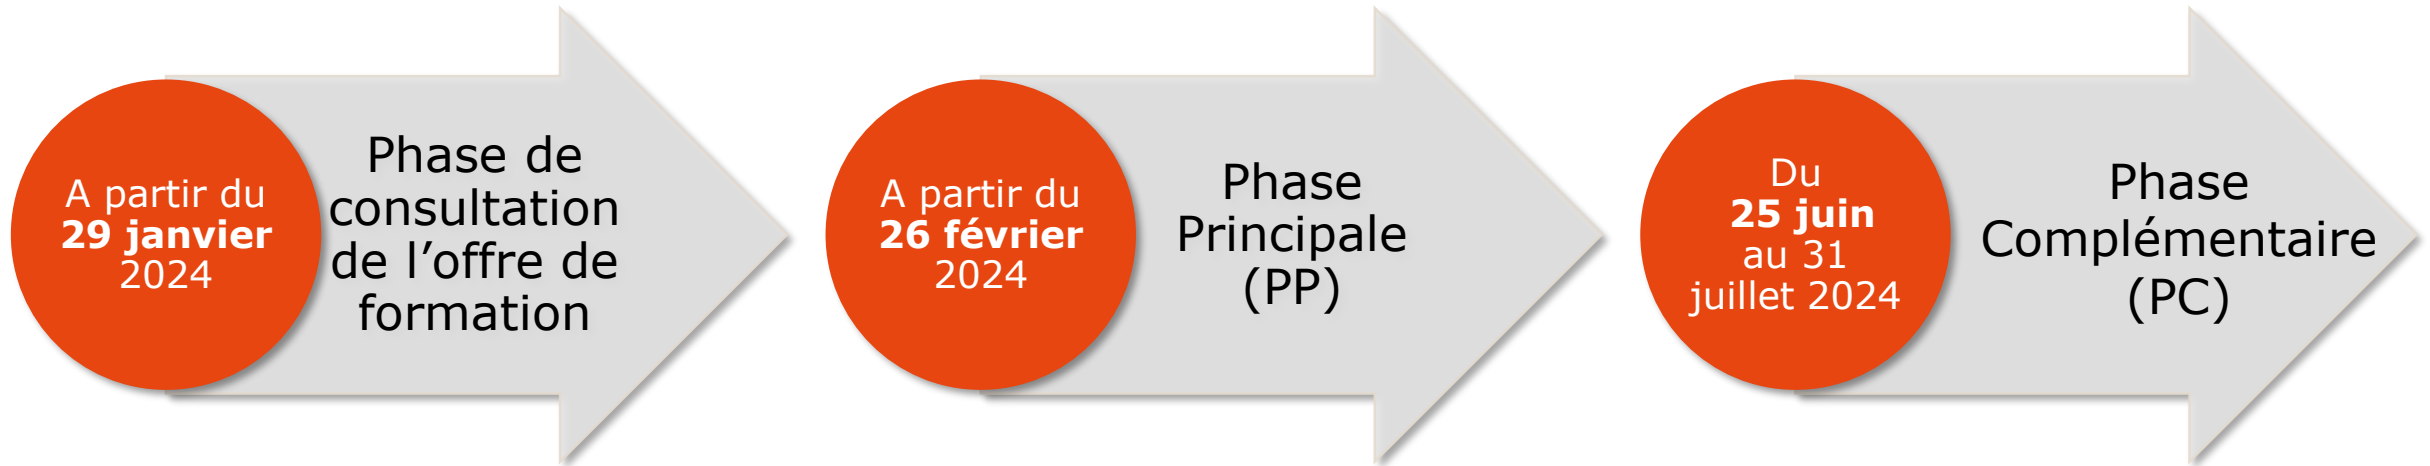 A partir du
29 janvier
2024
Phase de
consultation
de l’offre de
formation
A partir du
26 février
2024
Phase
Principale
(PP)
Du
25 juin
au 31
juillet 2024
Phase
Complémentaire
(PC)